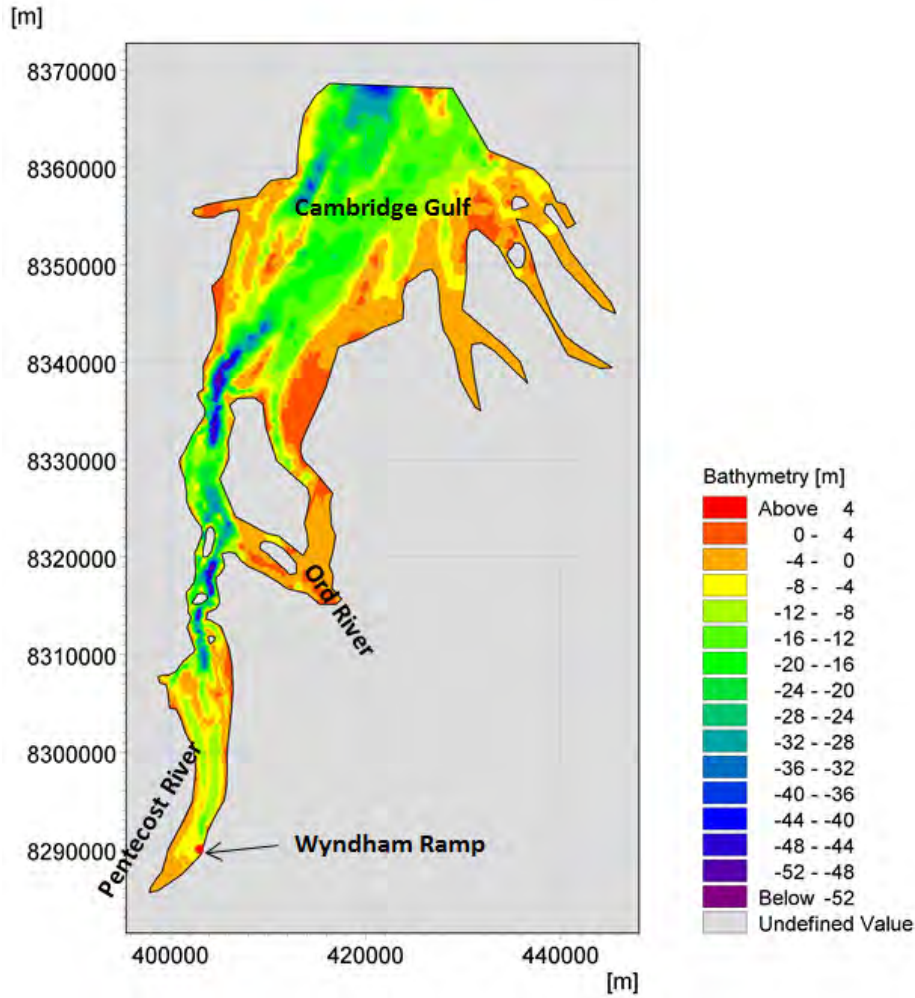 [m]
8370000
8360000
8350000
8340000
8330000
8320000
8310000
8300000
8290000
400000 420000 440000
[m]
Cambridge Gulf
Ord River
Pentecost River
Wyndham Ramp
Bathymetry [m]
Above 4
0 - 4
-4 - 0
-8 - -4
-12 - -8
-16 - -12
-20 - -16
-24 - -20
-28 - -24
-32 - -28
-36 - -32
-40 - -36
-44 - -40
-48 - -44
-52 - -48
Below -52
Undefined Value